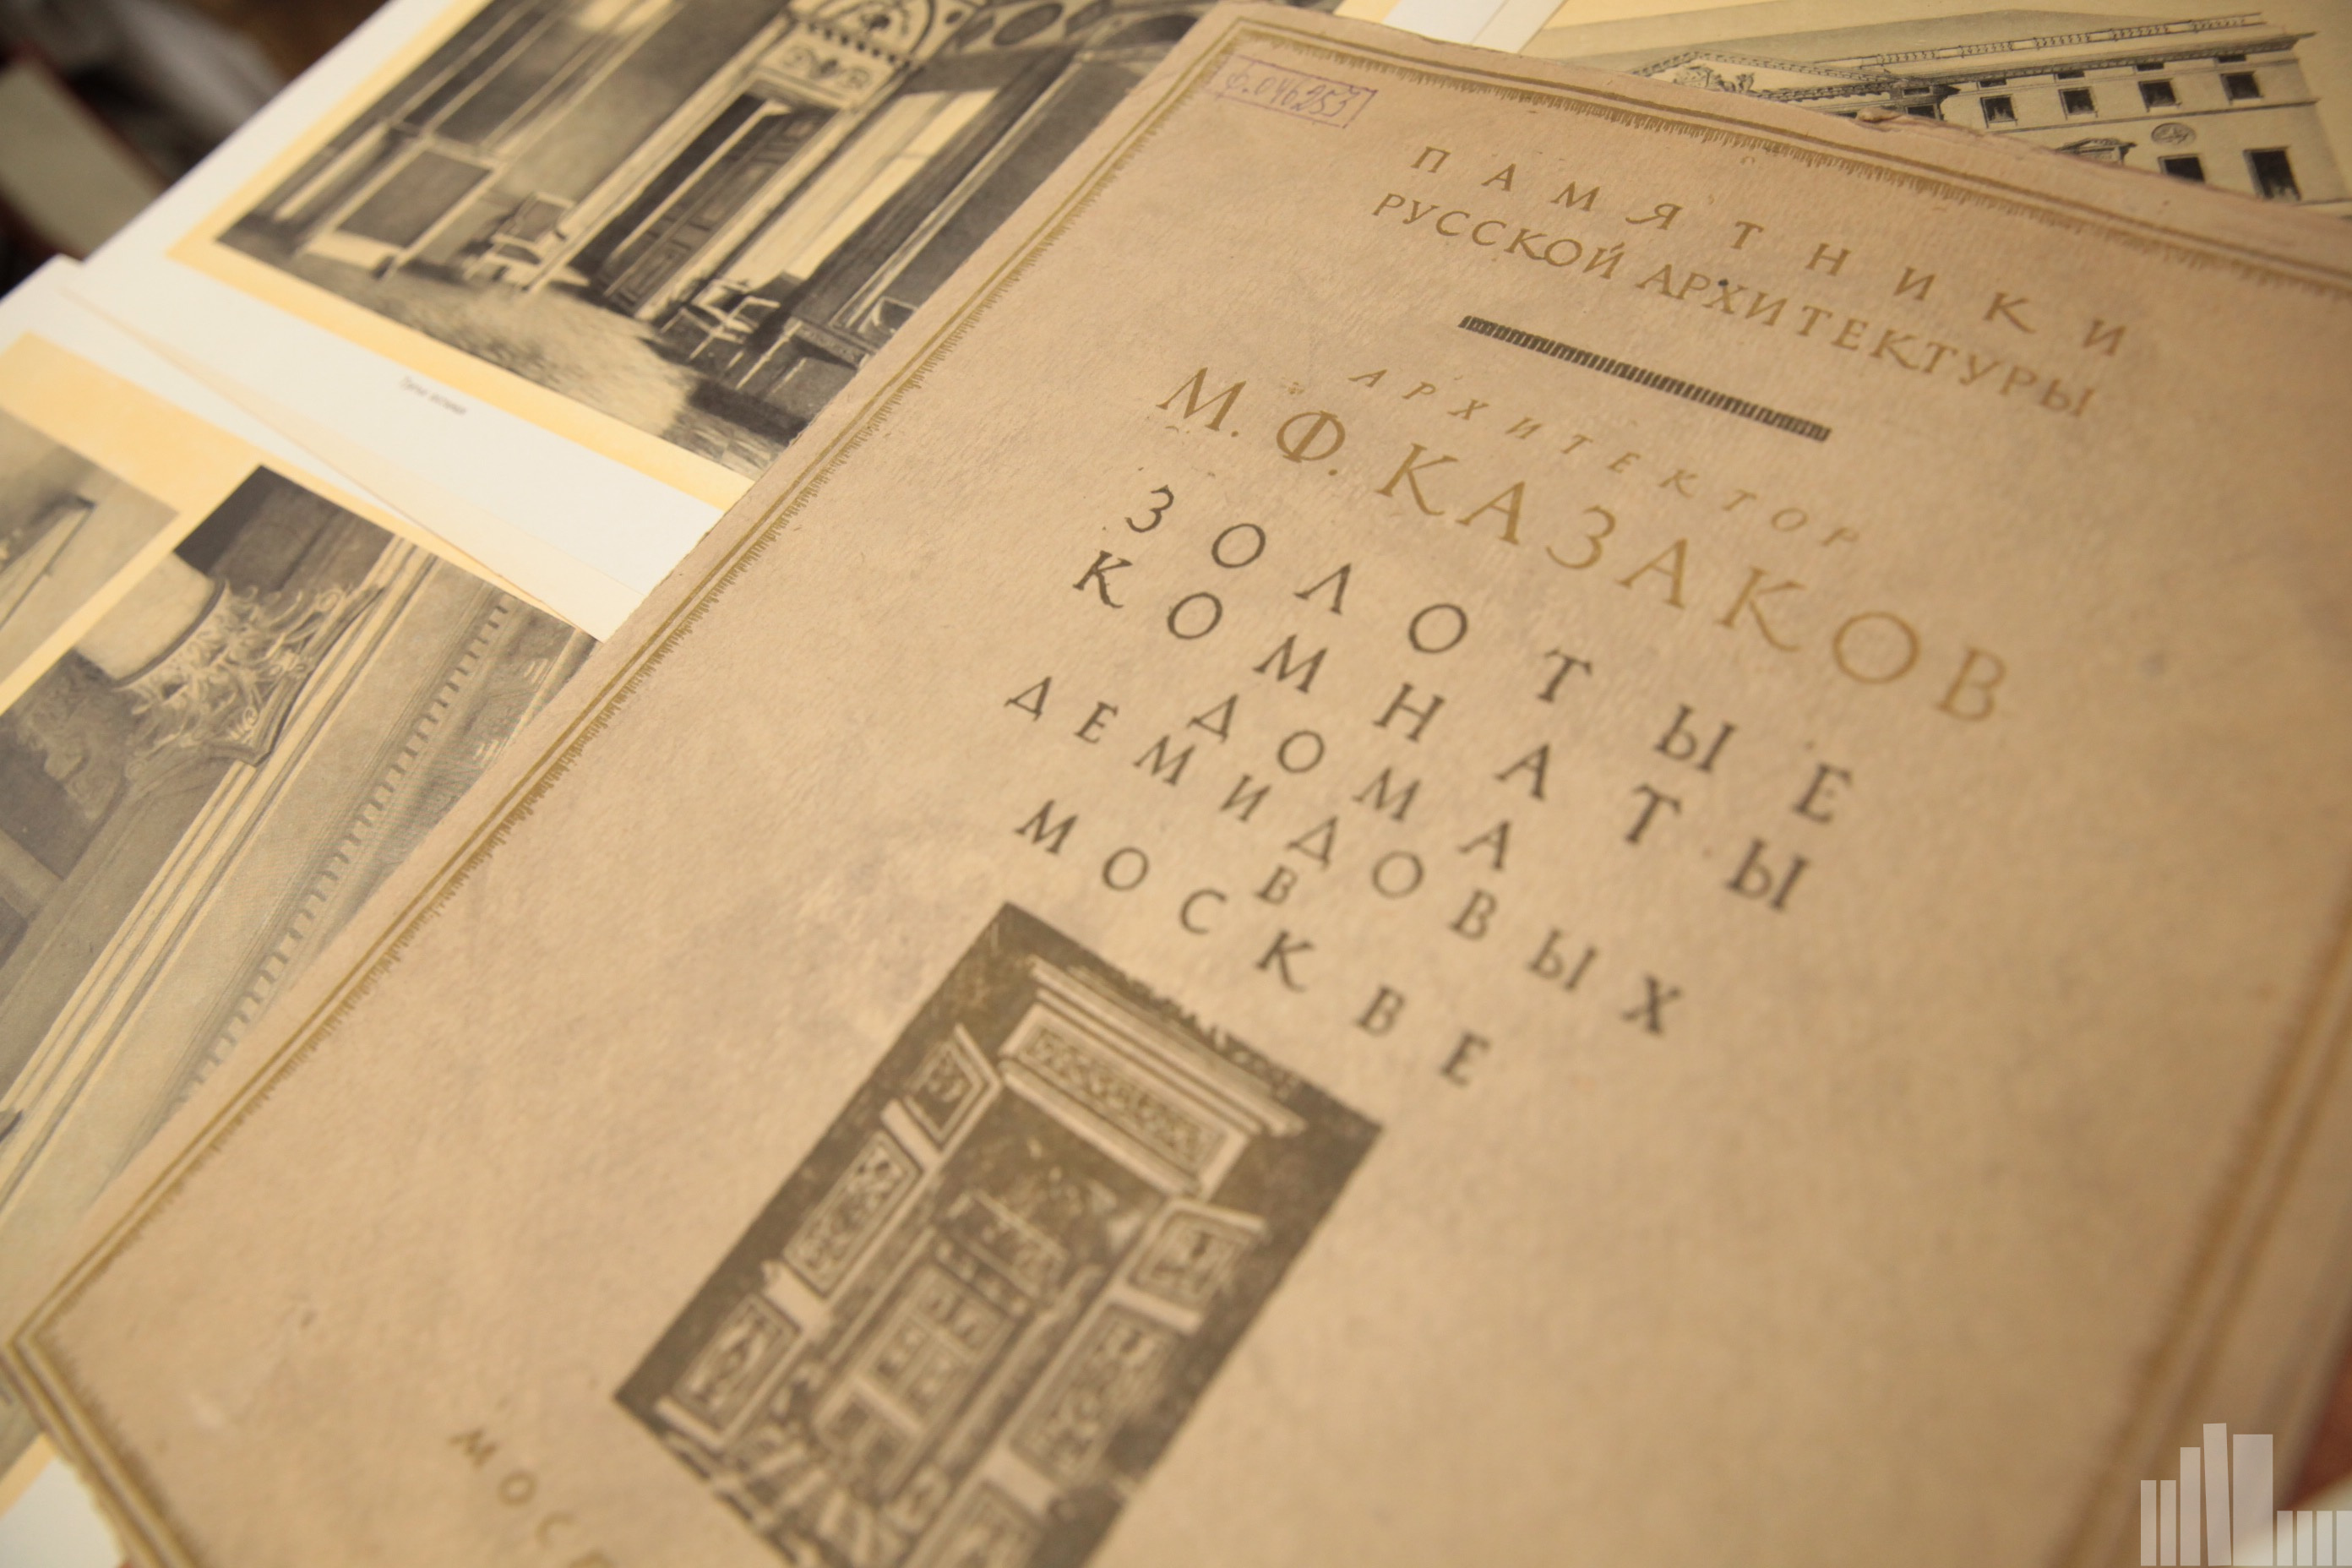 Ф.046253
ПАМЯТНИКИ
РУССКОЙ АРХИТЕКТУРЫ
АРХИТЕКТОР
М. Ф. КАЗАКОВ
ЗОЛОТЫЕ
КОМНАТЫ
ДОМА
ДЕМИДОВЫХ
В
МОСКВЕ